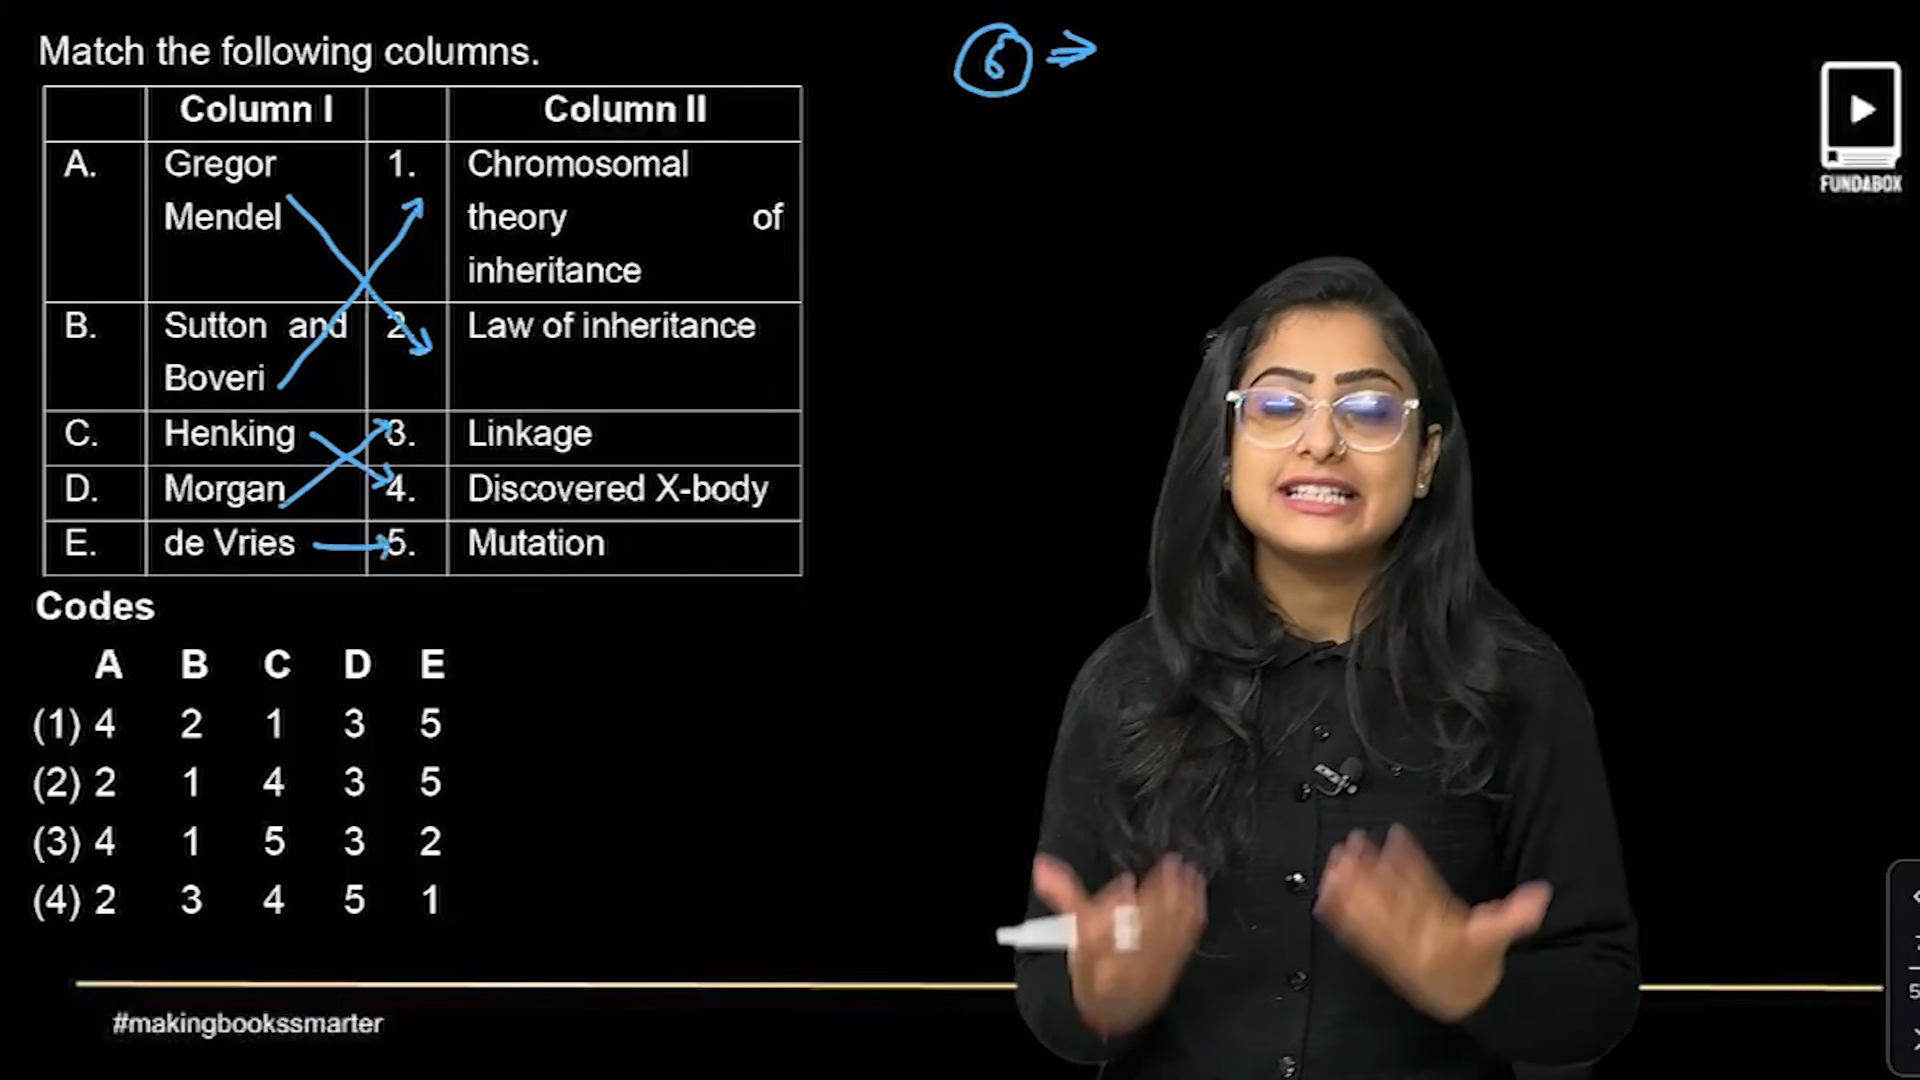 Match the following columns.
6 ⇒
FUNDABOX
Column I Column II
A. Gregor Mendel 1. Chromosomal theory of inheritance
B. Sutton and Boveri 2. Law of inheritance
C. Henking 3. Linkage
D. Morgan 4. Discovered X-body
E. de Vries 5. Mutation
Codes
A B C D E
(1) 4 2 1 3 5
(2) 2 1 4 3 5
(3) 4 1 5 3 2
(4) 2 3 4 5 1
#makingbookssmarter